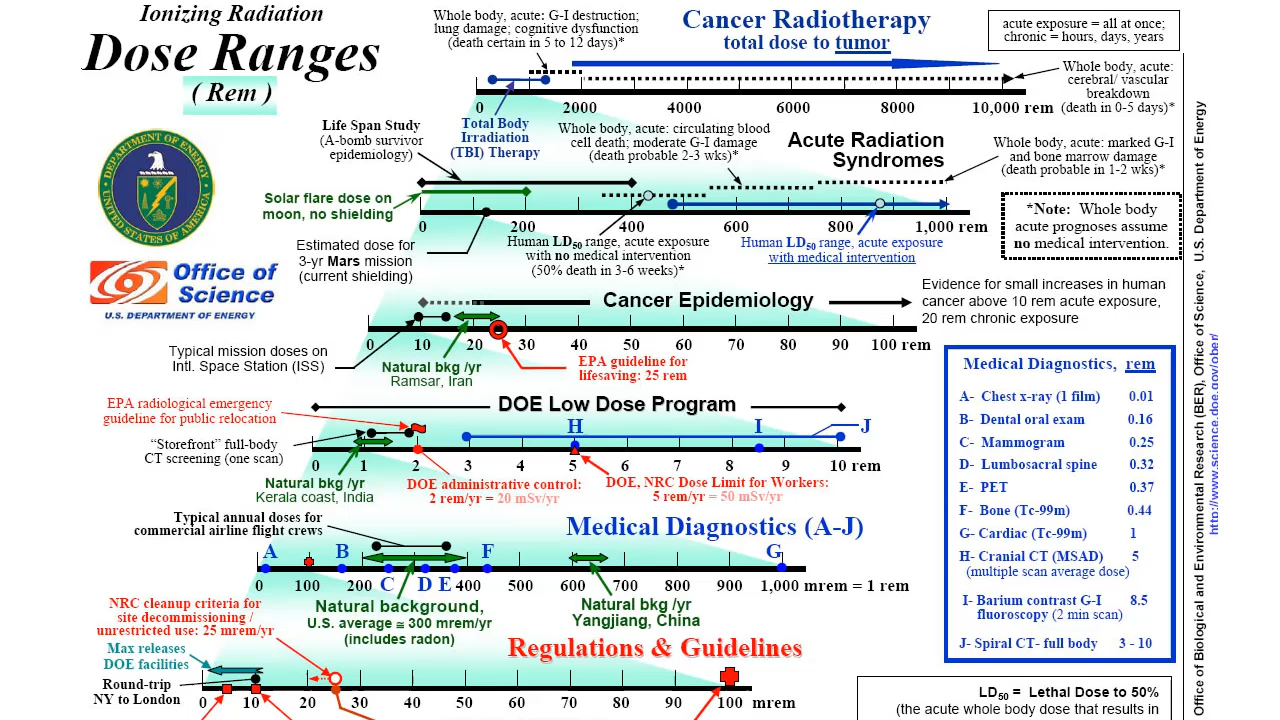 Ionizing Radiation
Dose Ranges
( Rem )
Whole body, acute: G-I destruction;
lung damage; cognitive dysfunction
(death certain in 5 to 12 days)*
Cancer Radiotherapy
total dose to tumor
acute exposure = all at once;
chronic = hours, days, years
Whole body, acute:
cerebral/ vascular
breakdown
(death in 0-5 days)*
0 2000 4000 6000 8000 10,000 rem
Total Body
Irradiation
(TBI) Therapy
Life Span Study
(A-bomb survivor
epidemiology)
Whole body, acute: circulating blood
cell death; moderate G-I damage
(death probable 2-3 wks)*
Acute Radiation
Syndromes
Whole body, acute: marked G-I
and bone marrow damage
(death probable in 1-2 wks)*
DEPARTMENT OF ENERGY
UNITED STATES OF AMERICA
Solar flare dose on
moon, no shielding
0 200 400 600 800 1,000 rem
*Note: Whole body
acute prognoses assume
no medical intervention.
Estimated dose for
3-yr Mars mission
(current shielding)
Human LD50 range, acute exposure
with no medical intervention
(50% death in 3-6 weeks)*
Human LD50 range, acute exposure
with medical intervention
Office of
Science
U.S. DEPARTMENT OF ENERGY
Cancer Epidemiology
Evidence for small increases in human
cancer above 10 rem acute exposure,
20 rem chronic exposure
0 10 20 30 40 50 60 70 80 90 100 rem
Typical mission doses on
Intl. Space Station (ISS)
Natural bkg /yr
Ramsar, Iran
EPA guideline for
lifesaving: 25 rem
EPA radiological emergency
guideline for public relocation
DOE Low Dose Program
H I J
"Storefront" full-body
CT screening (one scan)
0 1 2 3 4 5 6 7 8 9 10 rem
Natural bkg /yr
Kerala coast, India
DOE administrative control:
2 rem/yr = 20 mSv/yr
DOE, NRC Dose Limit for Workers:
5 rem/yr = 50 mSv/yr
Typical annual doses for
commercial airline flight crews
Medical Diagnostics (A-J)
A B F G
0 100 200 C D E 400 500 600 700 800 900 1,000 mrem = 1 rem
Natural background,
U.S. average ≅ 300 mrem/yr
(includes radon)
Natural bkg /yr
Yangjiang, China
NRC cleanup criteria for
site decommissioning /
unrestricted use: 25 mrem/yr
Regulations & Guidelines
Max releases
DOE facilities
Round-trip
NY to London
0 10 20 30 40 50 60 70 80 90 100 mrem
Medical Diagnostics, rem
A- Chest x-ray (1 film) 0.01
B- Dental oral exam 0.16
C- Mammogram 0.25
D- Lumbosacral spine 0.32
E- PET 0.37
F- Bone (Tc-99m) 0.44
G- Cardiac (Tc-99m) 1
H- Cranial CT (MSAD) 5
(multiple scan average dose)
I- Barium contrast G-I 8.5
fluoroscopy (2 min scan)
J- Spiral CT- full body 3 - 10
LD50 = Lethal Dose to 50%
(the acute whole body dose that results in
Office of Biological and Environmental Research (BER), Office of Science, U.S. Department of Energy
http://www.science.doe.gov/ober/